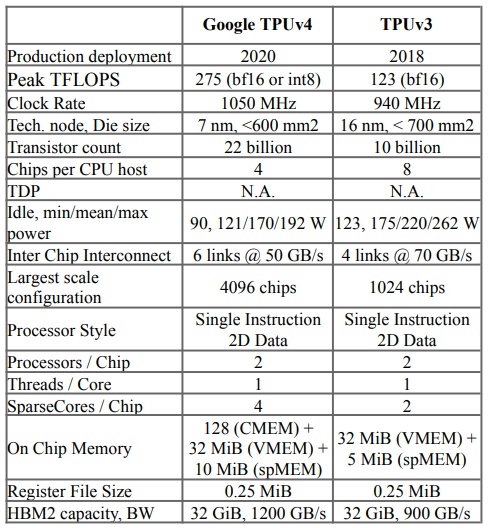 Google TPUv4 TPUv3
Production deployment 2020 2018
Peak TFLOPS 275 (bf16 or int8) 123 (bf16)
Clock Rate 1050 MHz 940 MHz
Tech. node, Die size 7 nm, <600 mm2 16 nm, < 700 mm2
Transistor count 22 billion 10 billion
Chips per CPU host 4 8
TDP N.A. N.A.
Idle, min/mean/max
power 90, 121/170/192 W 123, 175/220/262 W
Inter Chip Interconnect 6 links @ 50 GB/s 4 links @ 70 GB/s
Largest scale
configuration 4096 chips 1024 chips
Processor Style Single Instruction
2D Data Single Instruction
2D Data
Processors / Chip 2 2
Threads / Core 1 1
SparseCores / Chip 4 2
On Chip Memory 128 (CMEM) +
32 MiB (VMEM) +
10 MiB (spMEM) 32 MiB (VMEM) +
5 MiB (spMEM)
Register File Size 0.25 MiB 0.25 MiB
HBM2 capacity, BW 32 GiB, 1200 GB/s 32 GiB, 900 GB/s